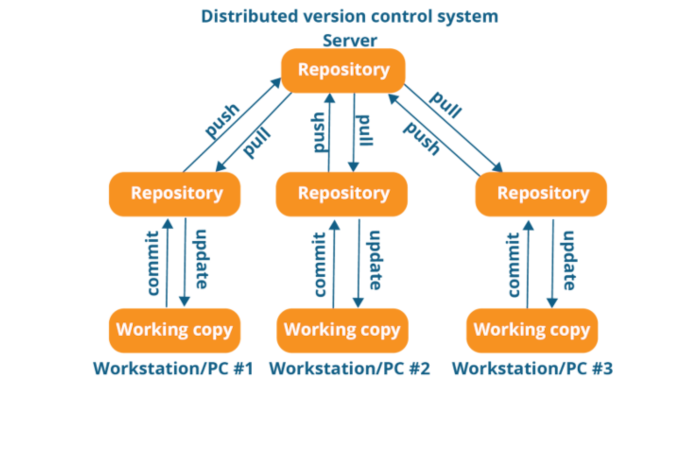 Distributed version control system
Server
Repository
push
pull
push
pull
push
pull
Repository
Repository
Repository
commit
update
commit
update
commit
update
Working copy
Working copy
Working copy
Workstation/PC #1
Workstation/PC #2
Workstation/PC #3